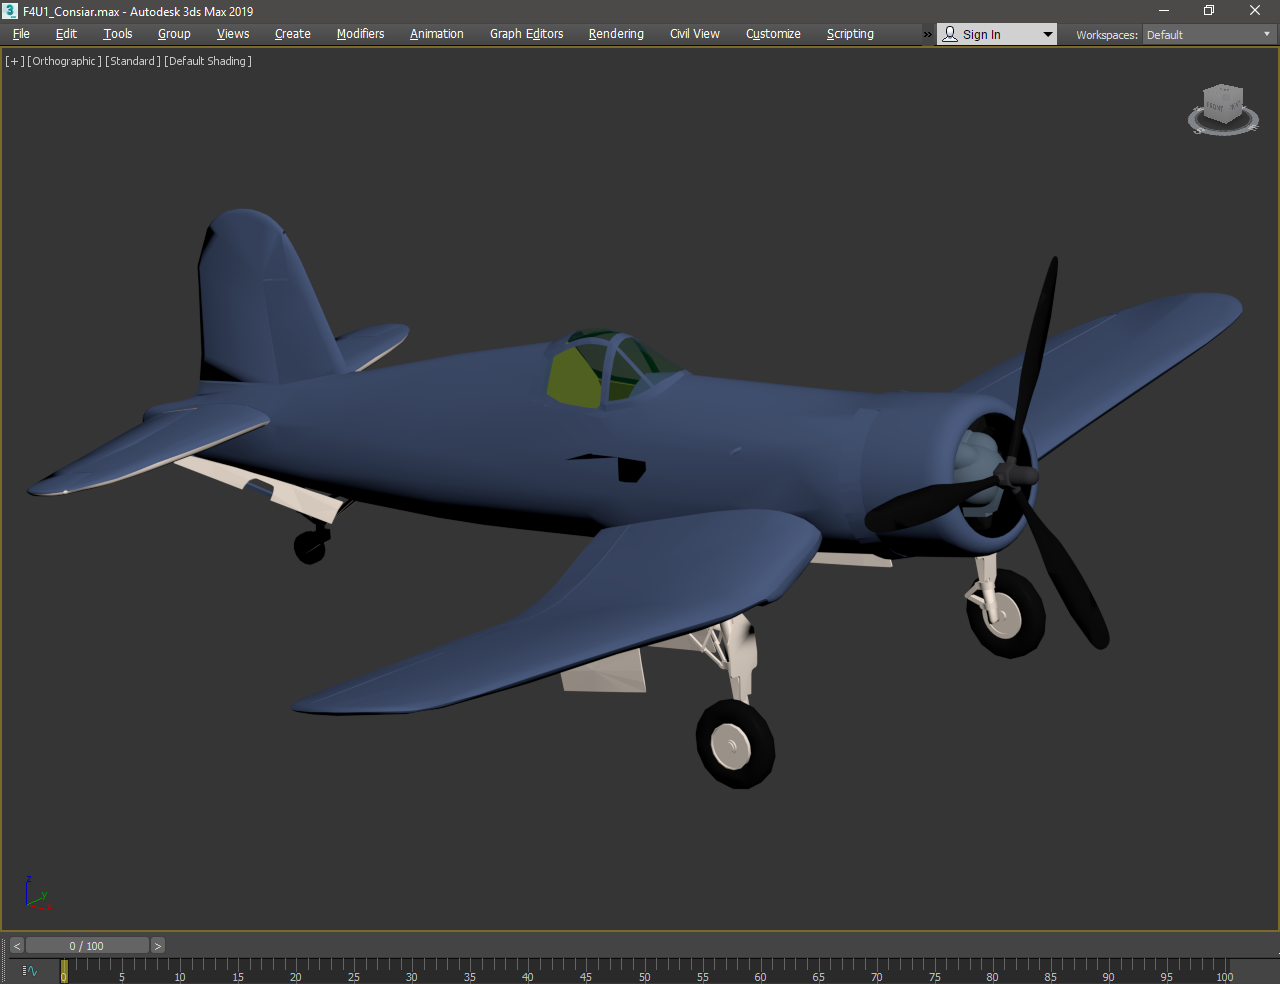 F4U1_Consiar.max - Autodesk 3ds Max 2019
File Edit Tools Group Views Create Modifiers Animation Graph Editors Rendering Civil View Customize Scripting » Sign In Workspaces: Default
[+] [Orthographic] [Standard] [Default Shading]
FRONT
z
y
x
< 0 / 100 >
0 5 10 15 20 25 30 35 40 45 50 55 60 65 70 75 80 85 90 95 100